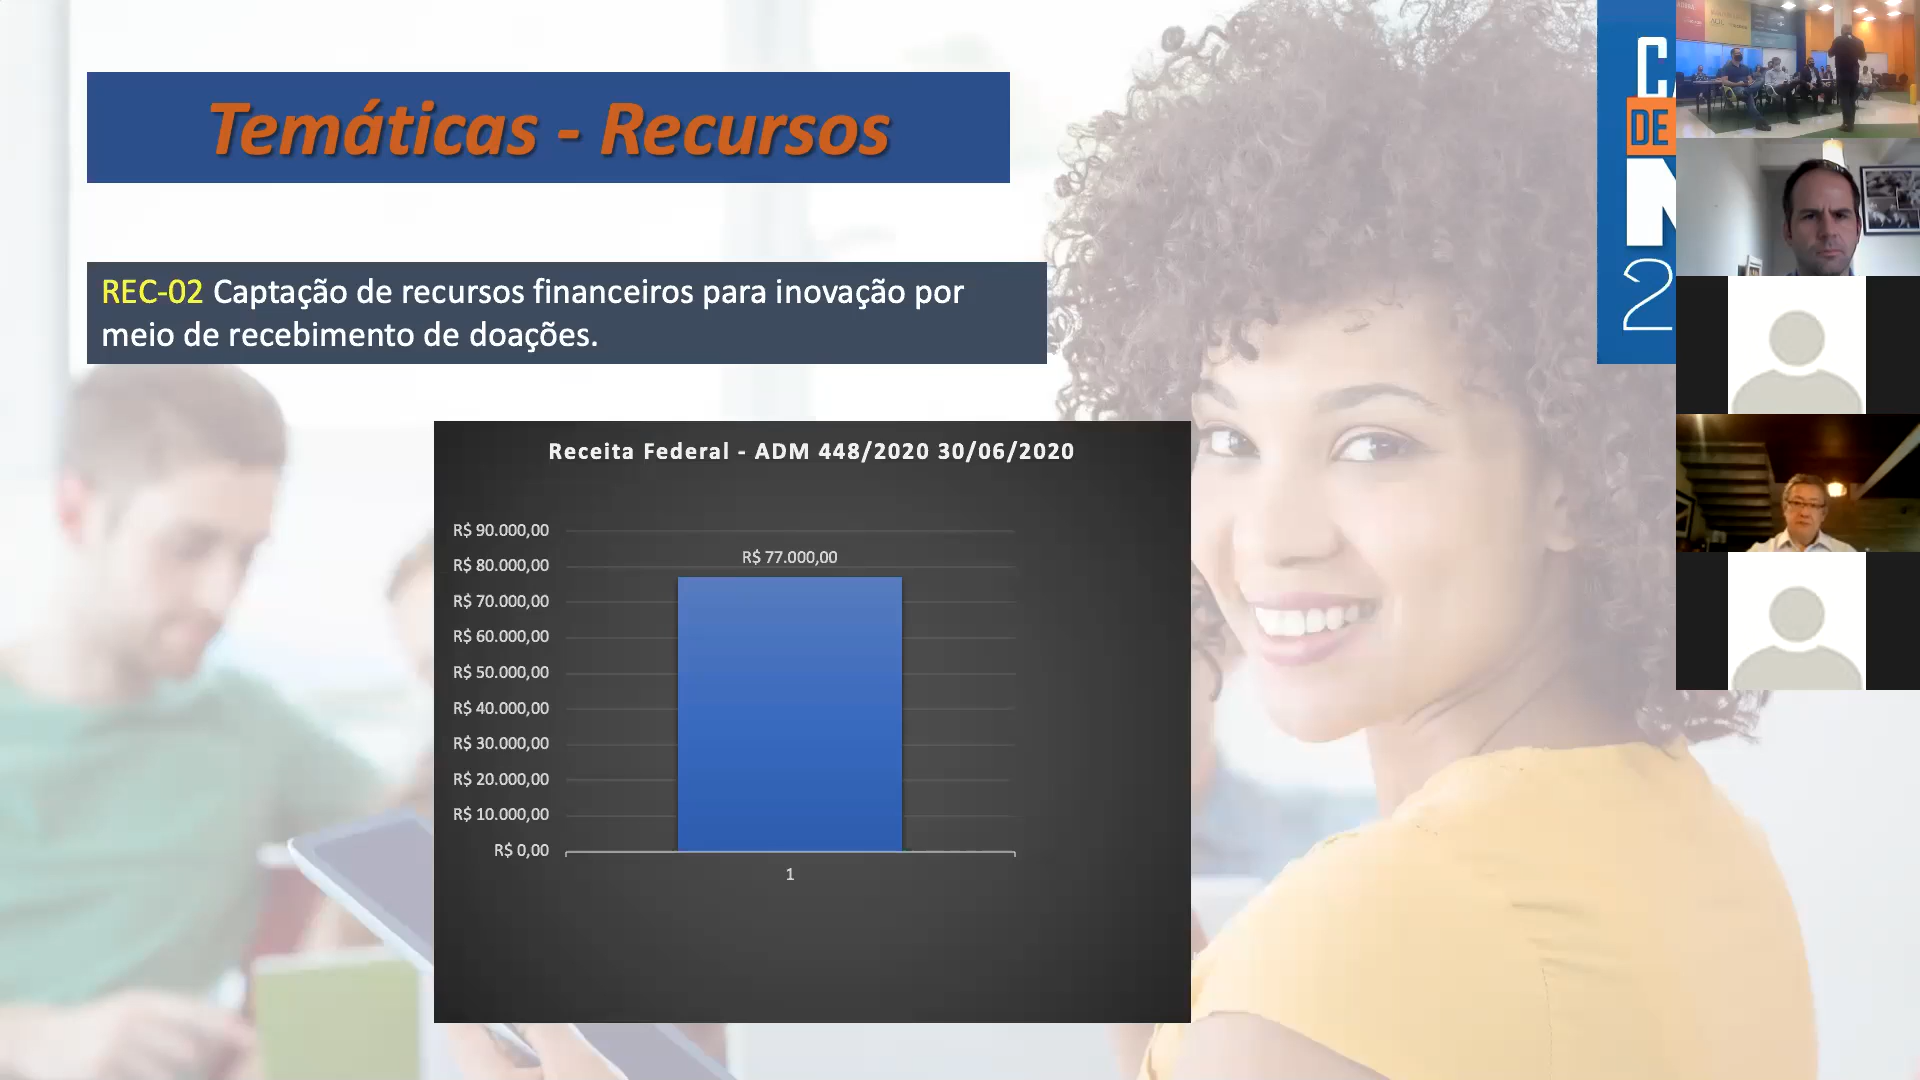 Temáticas - Recursos
REC-02 Captação de recursos financeiros para inovação por
meio de recebimento de doações.
Receita Federal - ADM 448/2020 30/06/2020
R$ 90.000,00
R$ 77.000,00
R$ 80.000,00
R$ 70.000,00
R$ 60.000,00
R$ 50.000,00
R$ 40.000,00
R$ 30.000,00
R$ 20.000,00
R$ 10.000,00
R$ 0,00
1
DE
2